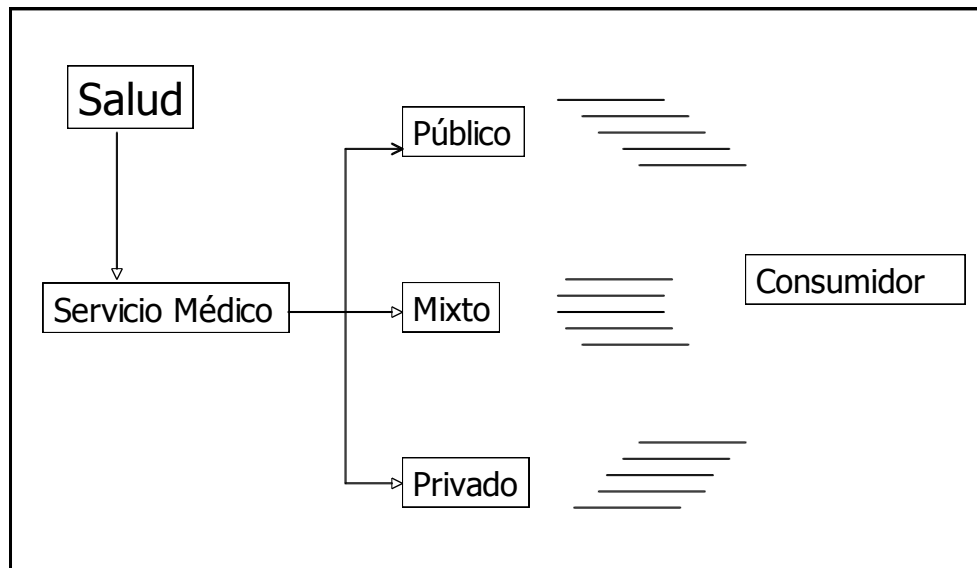 Salud
Público
Consumidor
Servicio Médico
Mixto
Privado